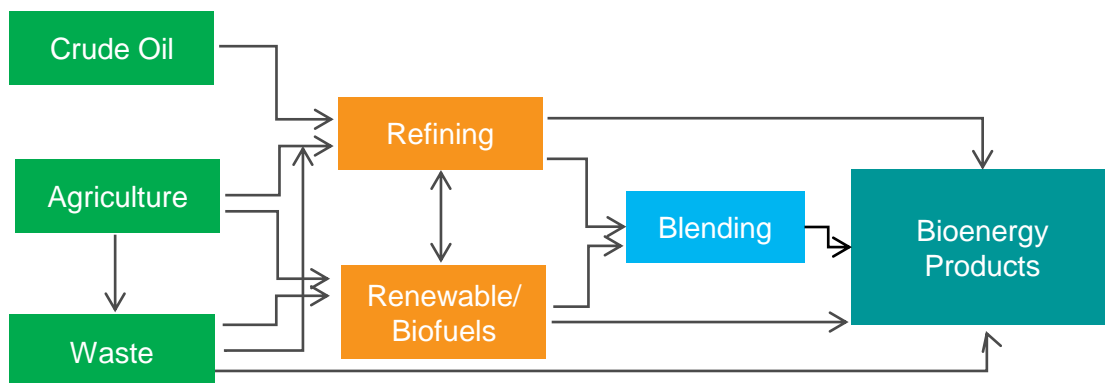 Crude Oil
Refining
Agriculture
Blending
Bioenergy
Products
Renewable/
Biofuels
Waste